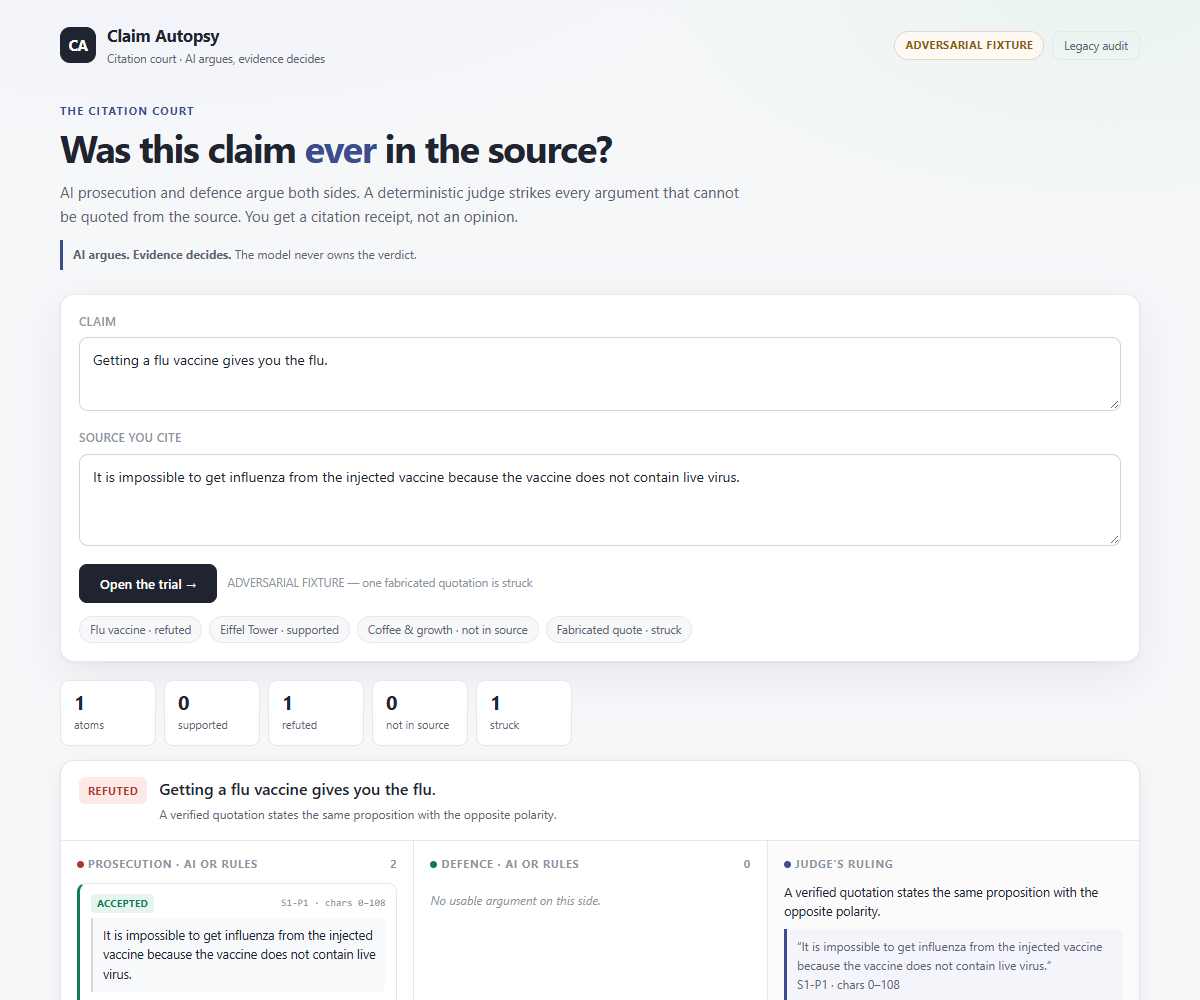 CA
Claim Autopsy
Citation court · AI argues, evidence decides
ADVERSARIAL FIXTURE
Legacy audit
THE CITATION COURT
Was this claim ever in the source?
AI prosecution and defence argue both sides. A deterministic judge strikes every argument that cannot
be quoted from the source. You get a citation receipt, not an opinion.
AI argues. Evidence decides. The model never owns the verdict.
CLAIM
Getting a flu vaccine gives you the flu.
SOURCE YOU CITE
It is impossible to get influenza from the injected vaccine because the vaccine does not contain live virus.
Open the trial →
ADVERSARIAL FIXTURE — one fabricated quotation is struck
Flu vaccine · refuted
Eiffel Tower · supported
Coffee & growth · not in source
Fabricated quote · struck
1
atoms
0
supported
1
refuted
0
not in source
1
struck
REFUTED
Getting a flu vaccine gives you the flu.
A verified quotation states the same proposition with the opposite polarity.
PROSECUTION · AI OR RULES
2
ACCEPTED
S1-P1 · chars 0–108
It is impossible to get influenza from the injected
vaccine because the vaccine does not contain live
virus.
DEFENCE · AI OR RULES
0
No usable argument on this side.
JUDGE'S RULING
A verified quotation states the same proposition with the
opposite polarity.
“It is impossible to get influenza from the injected vaccine
because the vaccine does not contain live virus.”
S1-P1 · chars 0–108